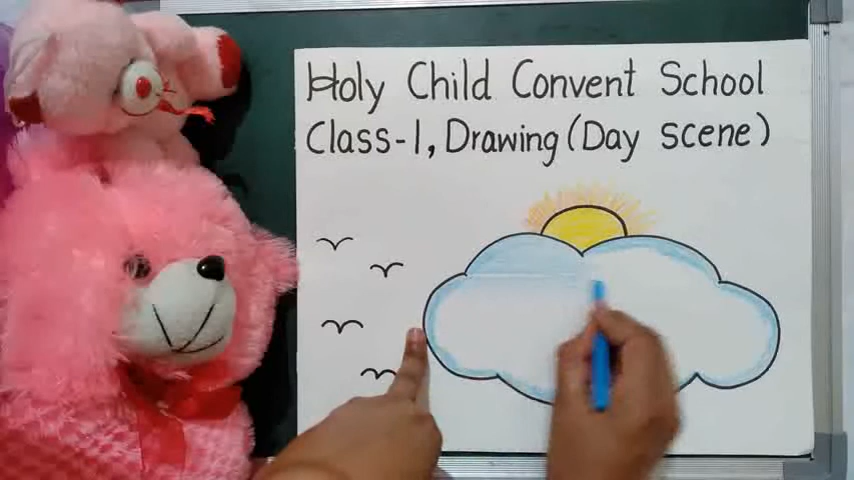 Holy Child Convent School
Class-1, Drawing (Day scene)